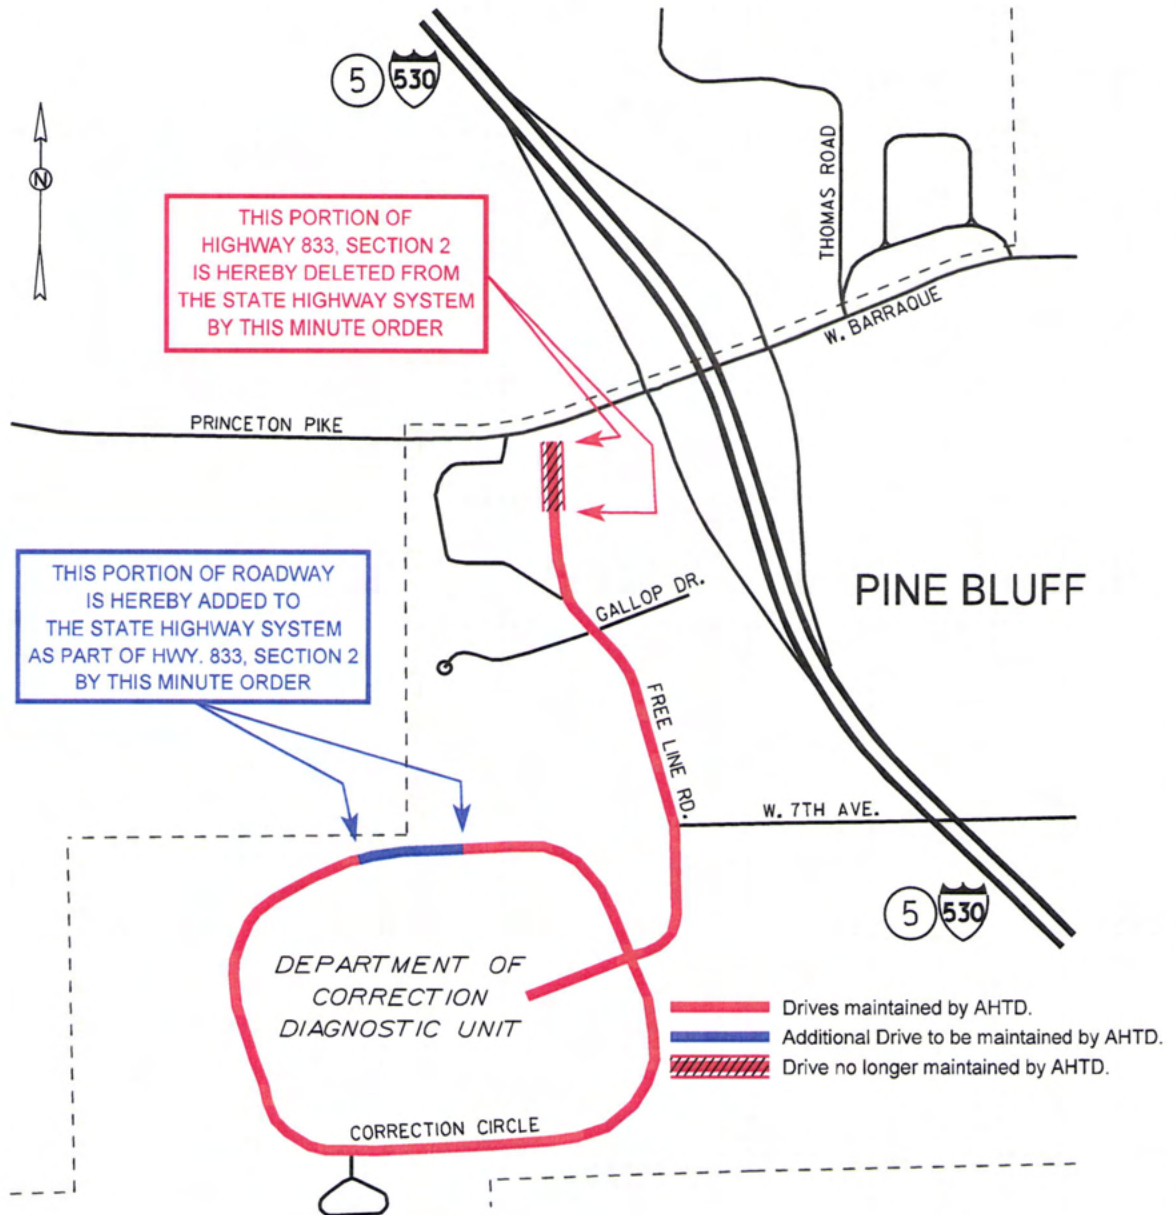 5 530
N
THOMAS ROAD
THIS PORTION OF
HIGHWAY 833, SECTION 2
IS HEREBY DELETED FROM
THE STATE HIGHWAY SYSTEM
BY THIS MINUTE ORDER
W. BARRAQUE
PRINCETON PIKE
THIS PORTION OF ROADWAY
IS HEREBY ADDED TO
THE STATE HIGHWAY SYSTEM
AS PART OF HWY. 833, SECTION 2
BY THIS MINUTE ORDER
GALLOP DR.
PINE BLUFF
FREE LINE RD.
W. 7TH AVE.
5 530
DEPARTMENT OF
CORRECTION
DIAGNOSTIC UNIT
Drives maintained by AHTD.
Additional Drive to be maintained by AHTD.
Drive no longer maintained by AHTD.
CORRECTION CIRCLE